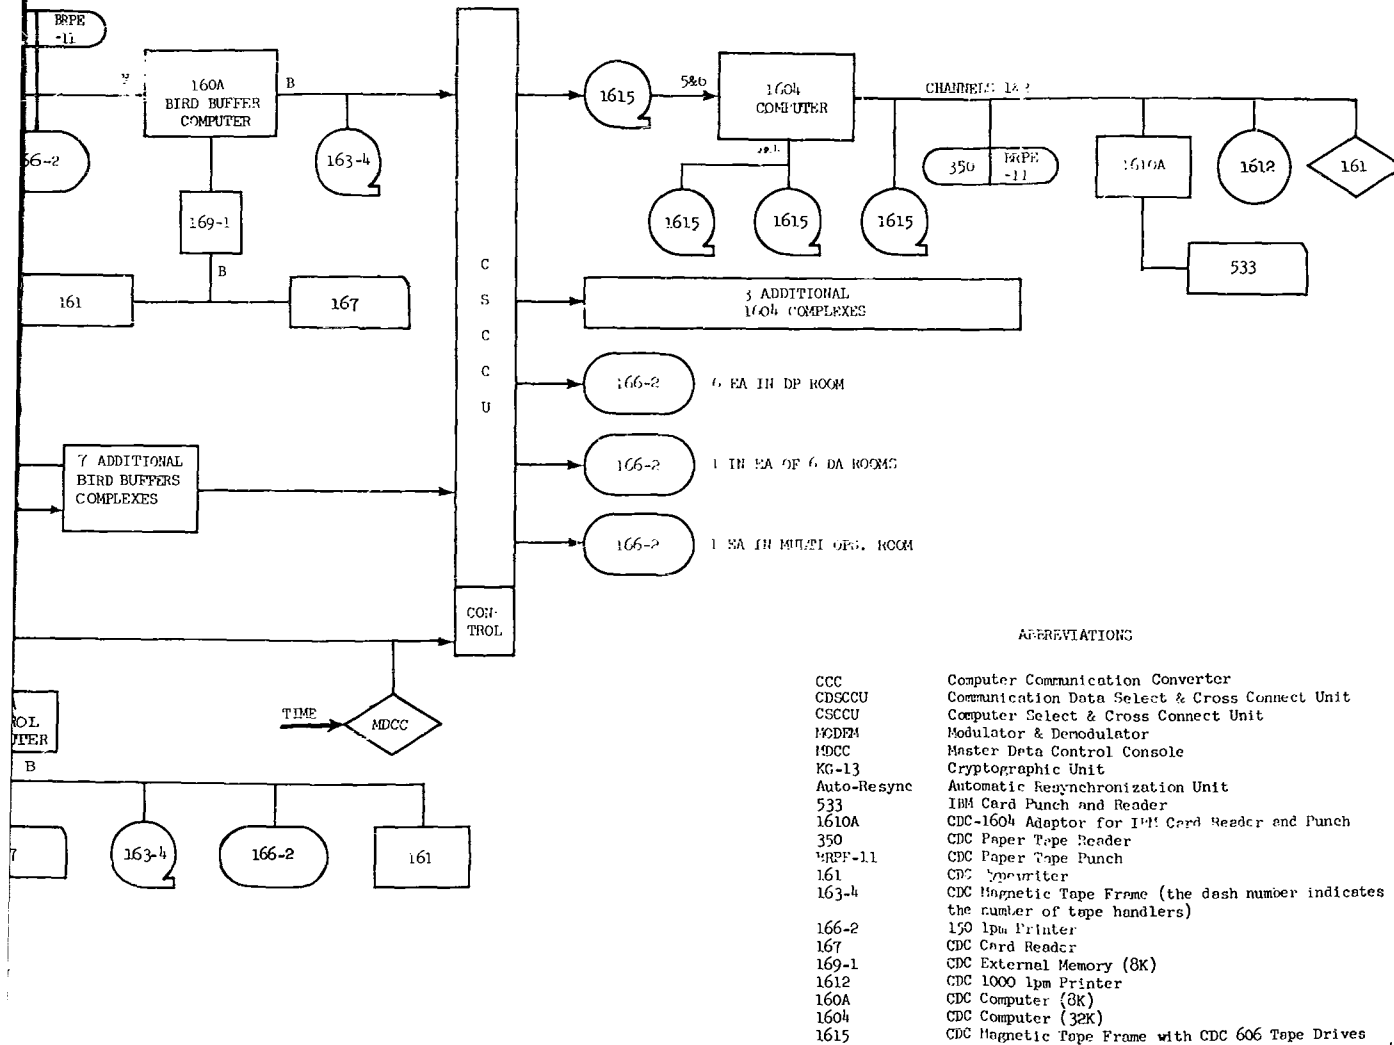 BRPE
-11
160A
BIRD BUFFER
COMPUTER
B
163-4
66-2
169-1
B
161
167
7 ADDITIONAL
BIRD BUFFERS
COMPLEXES
C
S
C
C
U
CON-
TROL
1615
5&6
1604
COMPUTER
CHANNELS 1&2
1615
1615
1615
350
BRPE
-11
1610A
1612
161
533
3 ADDITIONAL
1604 COMPLEXES
166-2
6 EA IN DP ROOM
166-2
1 IN EA OF 6 DA ROOMS
166-2
1 EA IN MULTI OPS. ROOM
TIME
MDCC
ROL
UTER
B
7
163-4
166-2
161
ABBREVIATIONS
CCC Computer Communication Converter
CDSCCU Communication Data Select & Cross Connect Unit
CSCCU Computer Select & Cross Connect Unit
MODEM Modulator & Demodulator
MDCC Master Data Control Console
KG-13 Cryptographic Unit
Auto-Resync Automatic Resynchronization Unit
533 IBM Card Punch and Reader
1610A CDC-1604 Adaptor for IBM Card Reader and Punch
350 CDC Paper Tape Reader
BRPE-11 CDC Paper Tape Punch
161 CDC Typewriter
163-4 CDC Magnetic Tape Frame (the dash number indicates
the number of tape handlers)
166-2 150 lpm Printer
167 CDC Card Reader
169-1 CDC External Memory (8K)
1612 CDC 1000 lpm Printer
160A CDC Computer (8K)
1604 CDC Computer (32K)
1615 CDC Magnetic Tape Frame with CDC 606 Tape Drives